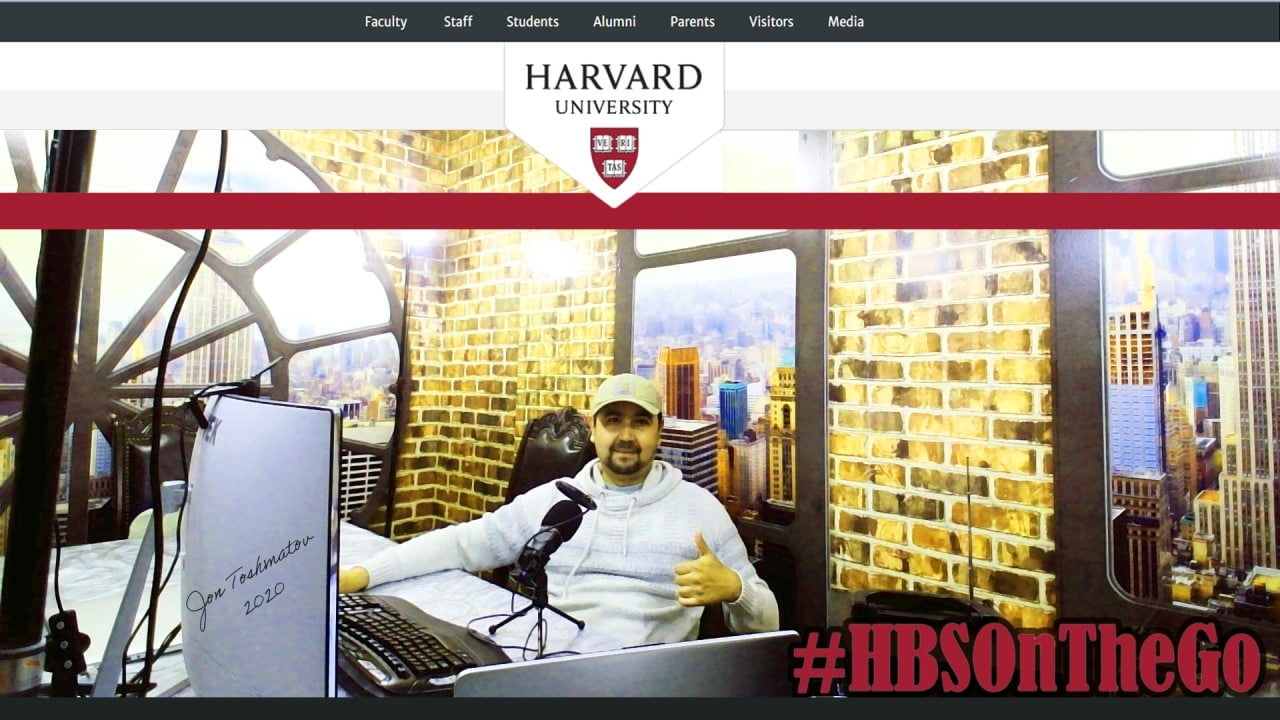 Faculty Staff Students Alumni Parents Visitors Media
HARVARD
UNIVERSITY
VE RI
TAS
Jon Toshmatov
2020
#HBSOnTheGo